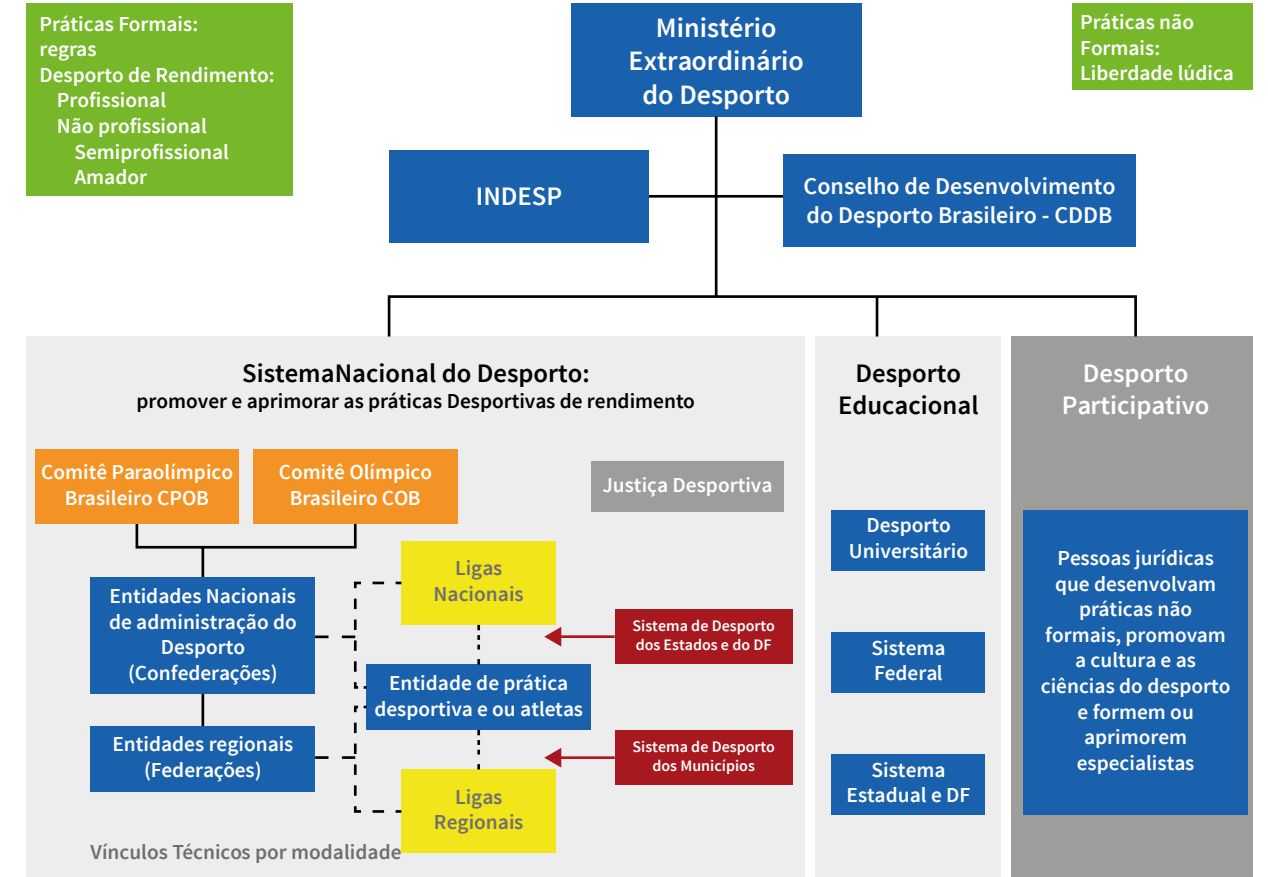 Práticas Formais:
regras
Desporto de Rendimento:
Profissional
Não profissional
Semiprofissional
Amador
Ministério
Extraordinário
do Desporto
Práticas não
Formais:
Liberdade lúdica
INDESP
Conselho de Desenvolvimento
do Desporto Brasileiro - CDDB
SistemaNacional do Desporto:
promover e aprimorar as práticas Desportivas de rendimento
Comitê Paraolímpico
Brasileiro CPOB
Comitê Olímpico
Brasileiro COB
Justiça Desportiva
Entidades Nacionais
de administração do
Desporto
(Confederações)
Entidades regionais
(Federações)
Ligas
Nacionais
Entidade de prática
desportiva e ou atletas
Ligas
Regionais
Sistema de Desporto
dos Estados e do DF
Sistema de Desporto
dos Municípios
Vínculos Técnicos por modalidade
Desporto
Educacional
Desporto
Universitário
Sistema
Federal
Sistema
Estadual e DF
Desporto
Participativo
Pessoas jurídicas
que desenvolvam
práticas não
formais, promovam
a cultura e as
ciências do desporto
e formem ou
aprimorem
especialistas